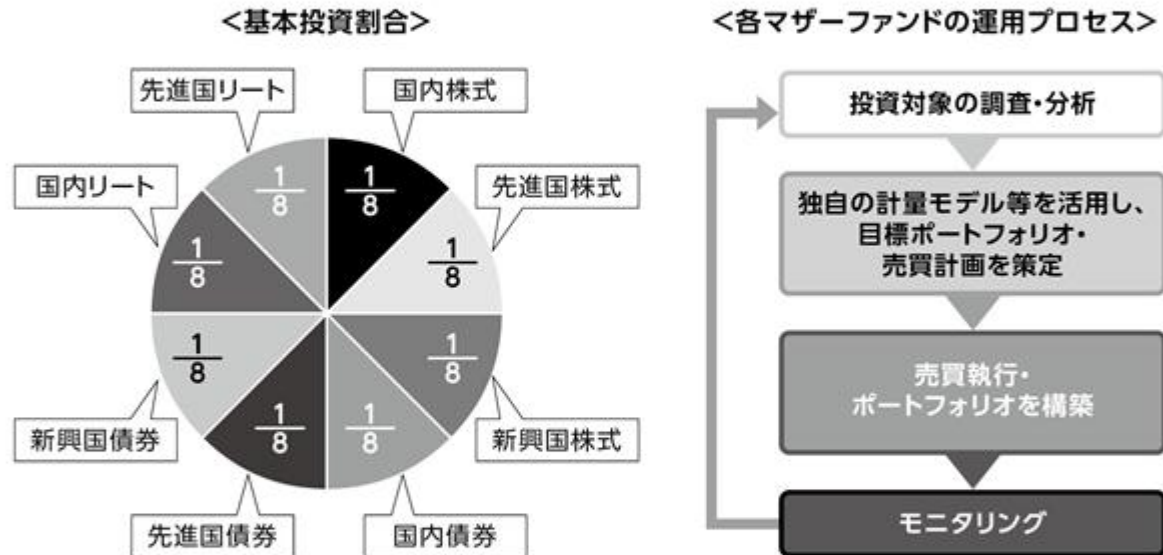 <基本投資割合>
先進国リート
国内株式
国内リート
先進国株式
新興国債券
新興国株式
先進国債券
国内債券
1/8
1/8
1/8
1/8
1/8
1/8
1/8
1/8
<各マザーファンドの運用プロセス>
投資対象の調査・分析
独自の計量モデル等を活用し、
目標ポートフォリオ・
売買計画を策定
売買執行・
ポートフォリオを構築
モニタリング